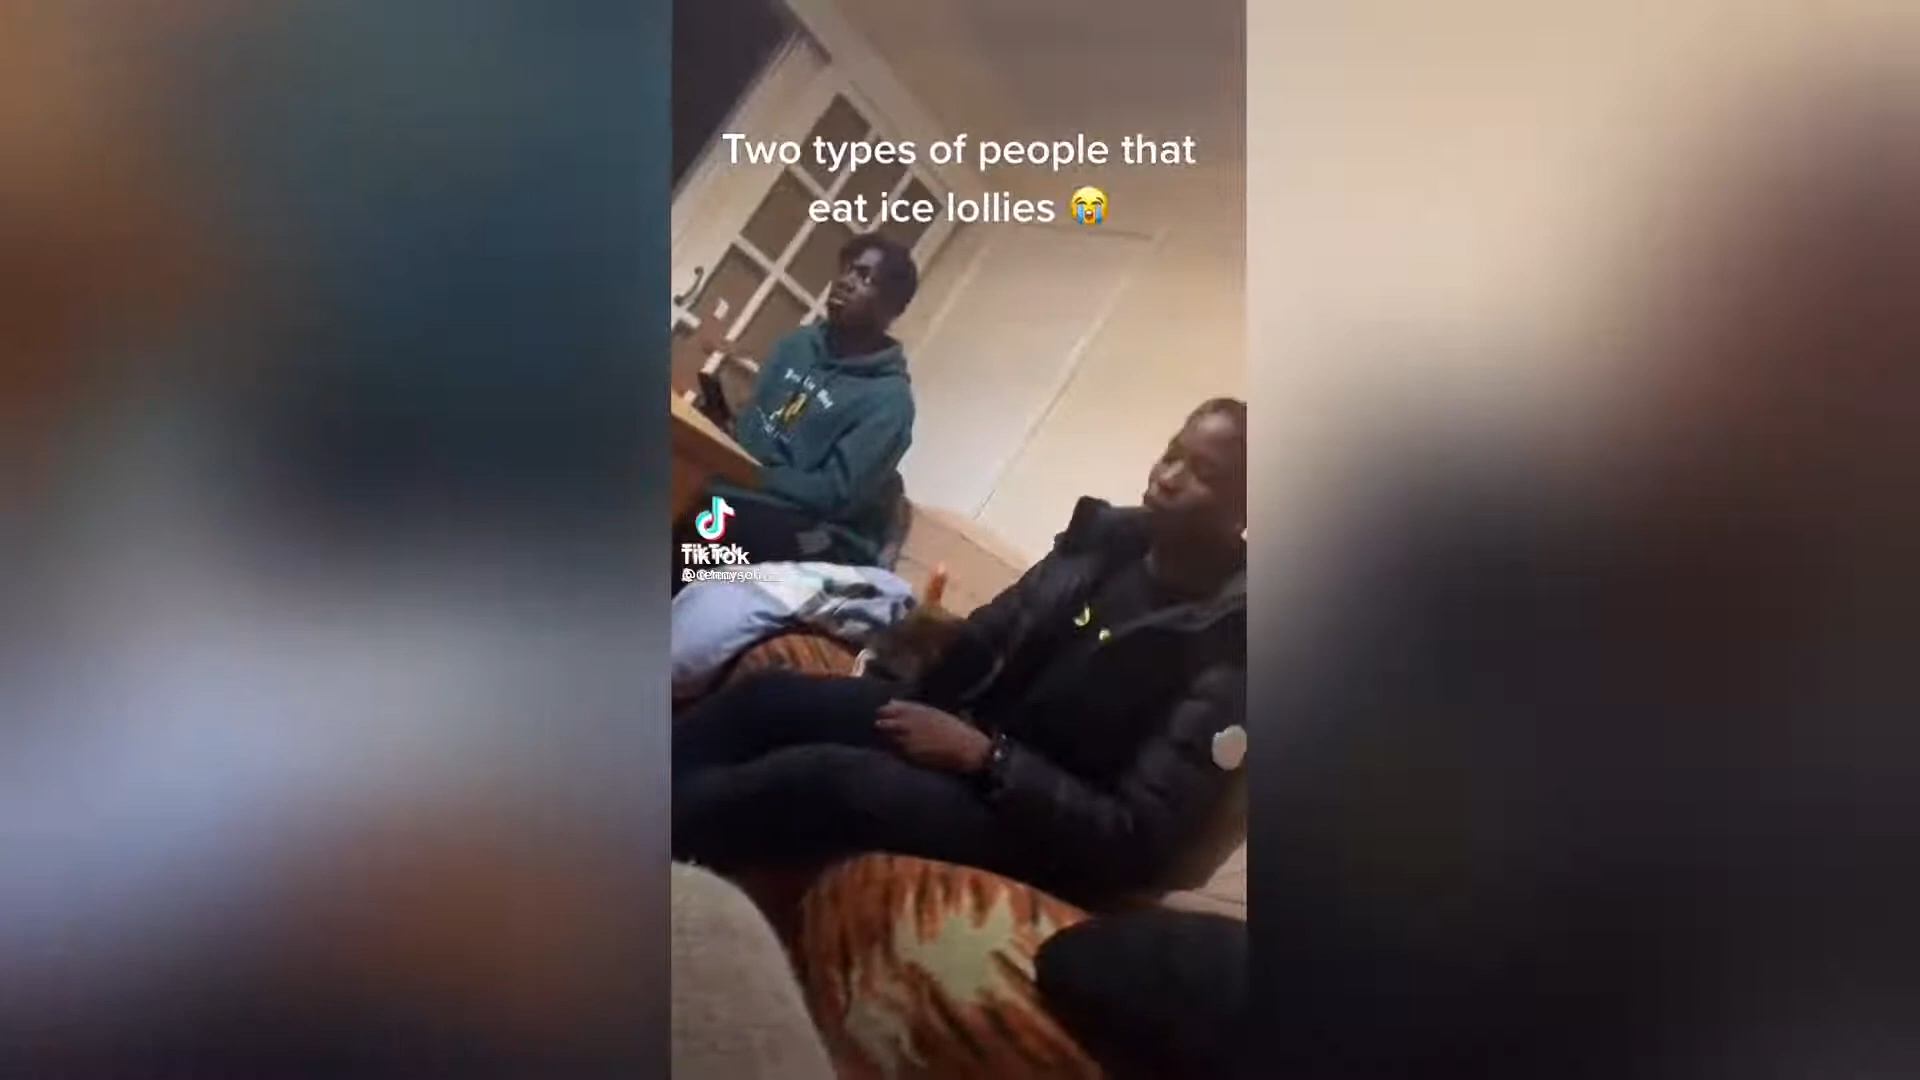 Two types of people that
eat ice lollies 😭
TikTok